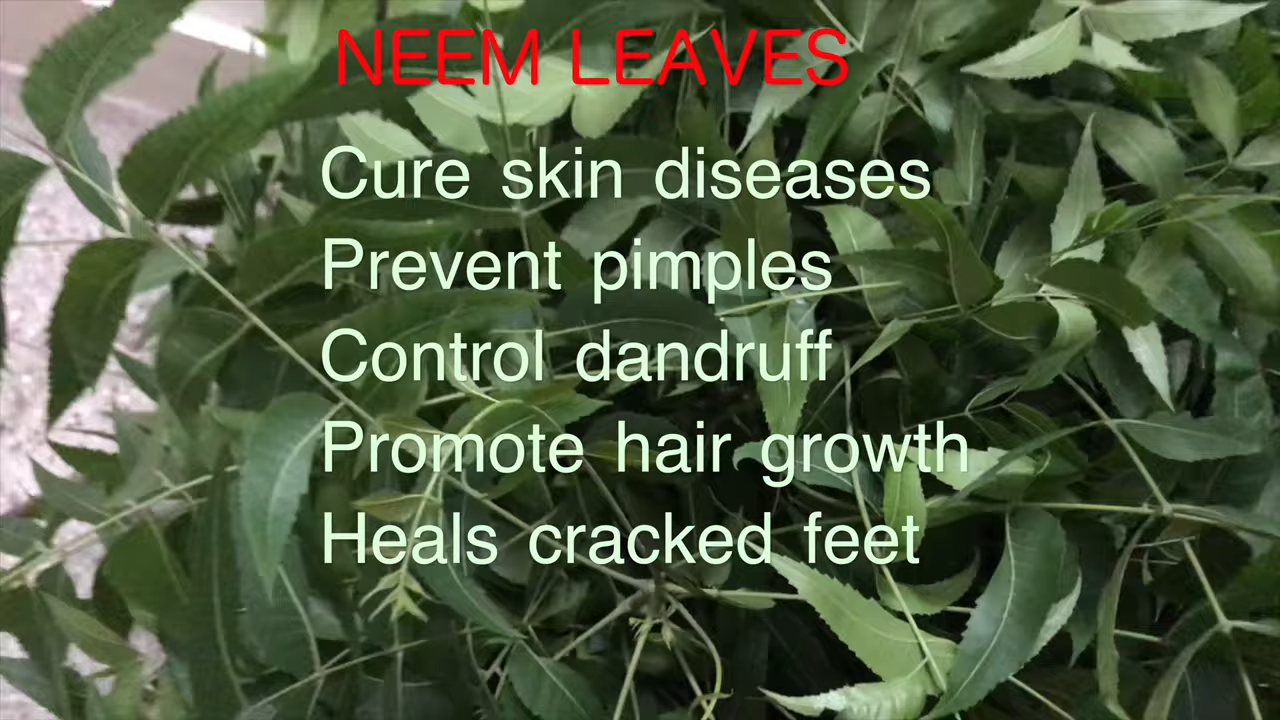 NEEM LEAVES
Cure skin diseases
Prevent pimples
Control dandruff
Promote hair growth
Heals cracked feet